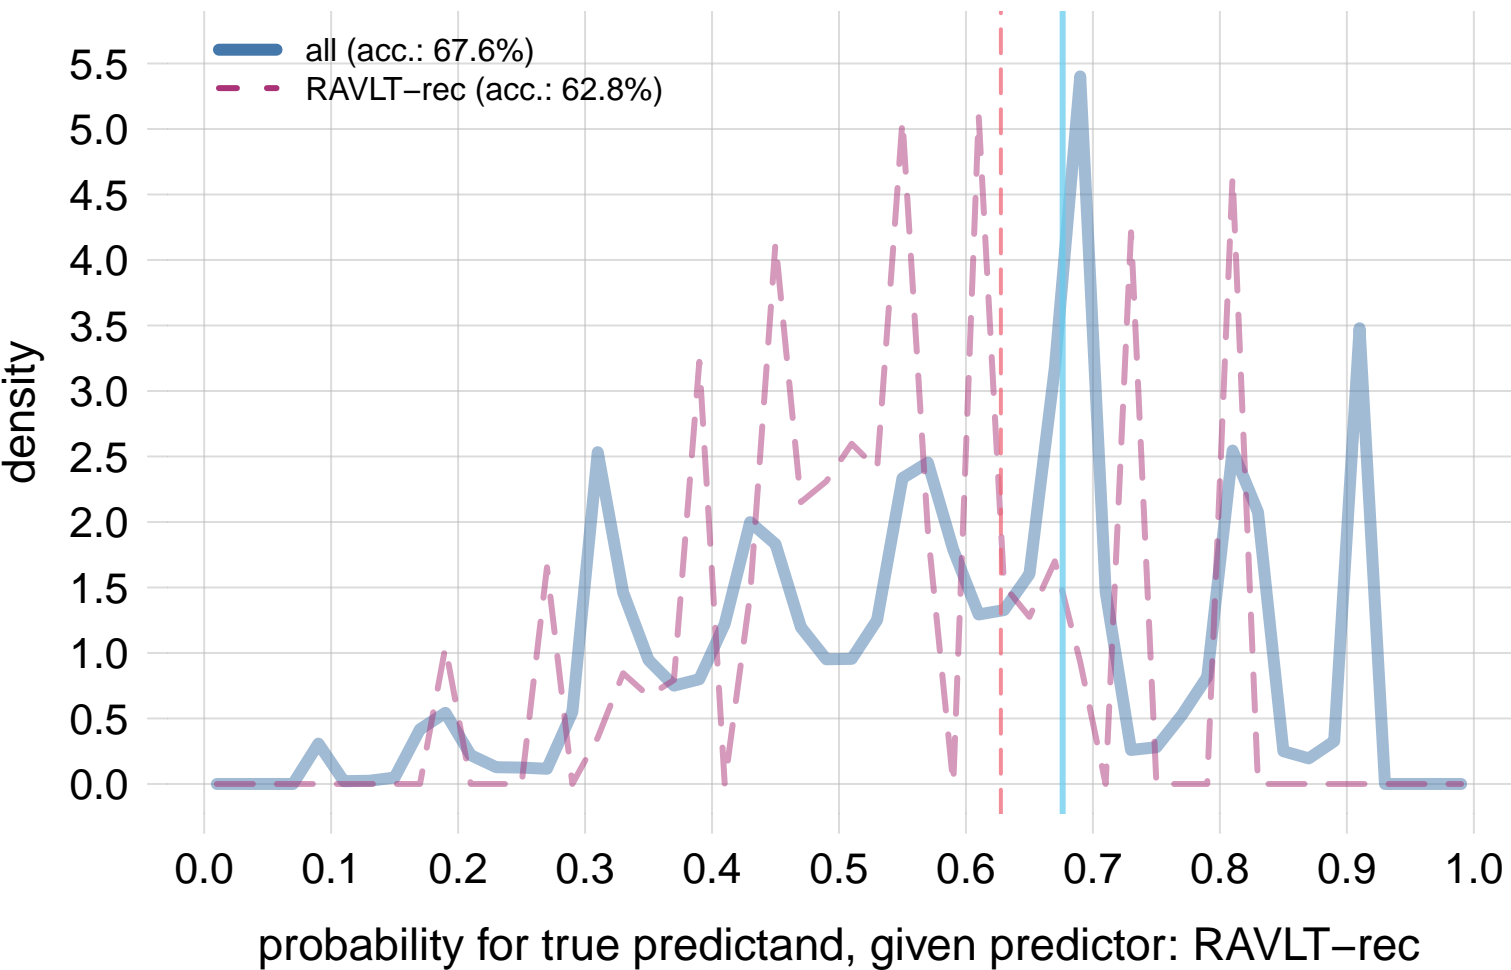 all (acc.: 67.6%)
RAVLT−rec (acc.: 62.8%)
5.5
5.0
4.5
4.0
3.5
3.0
2.5
2.0
1.5
1.0
0.5
0.0
density
0.0 0.1 0.2 0.3 0.4 0.5 0.6 0.7 0.8 0.9 1.0
probability for true predictand, given predictor: RAVLT−rec